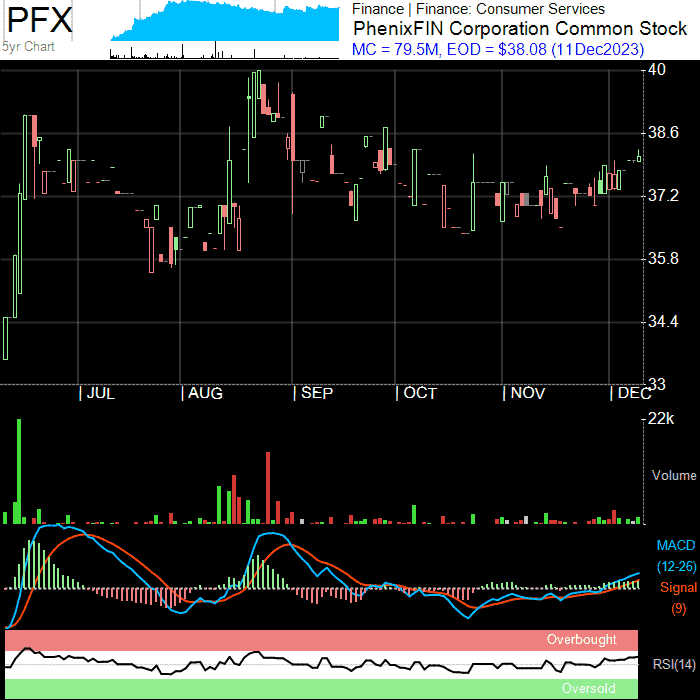 PFX
5yr Chart
Finance | Finance: Consumer Services
PhenixFIN Corporation Common Stock
MC = 79.5M, EOD = $38.08 (11Dec2023)
40
38.6
37.2
35.8
34.4
33
JUL AUG SEP OCT NOV DEC
22k
Volume
MACD
(12-26)
Signal
(9)
Overbought
RSI(14)
Oversold